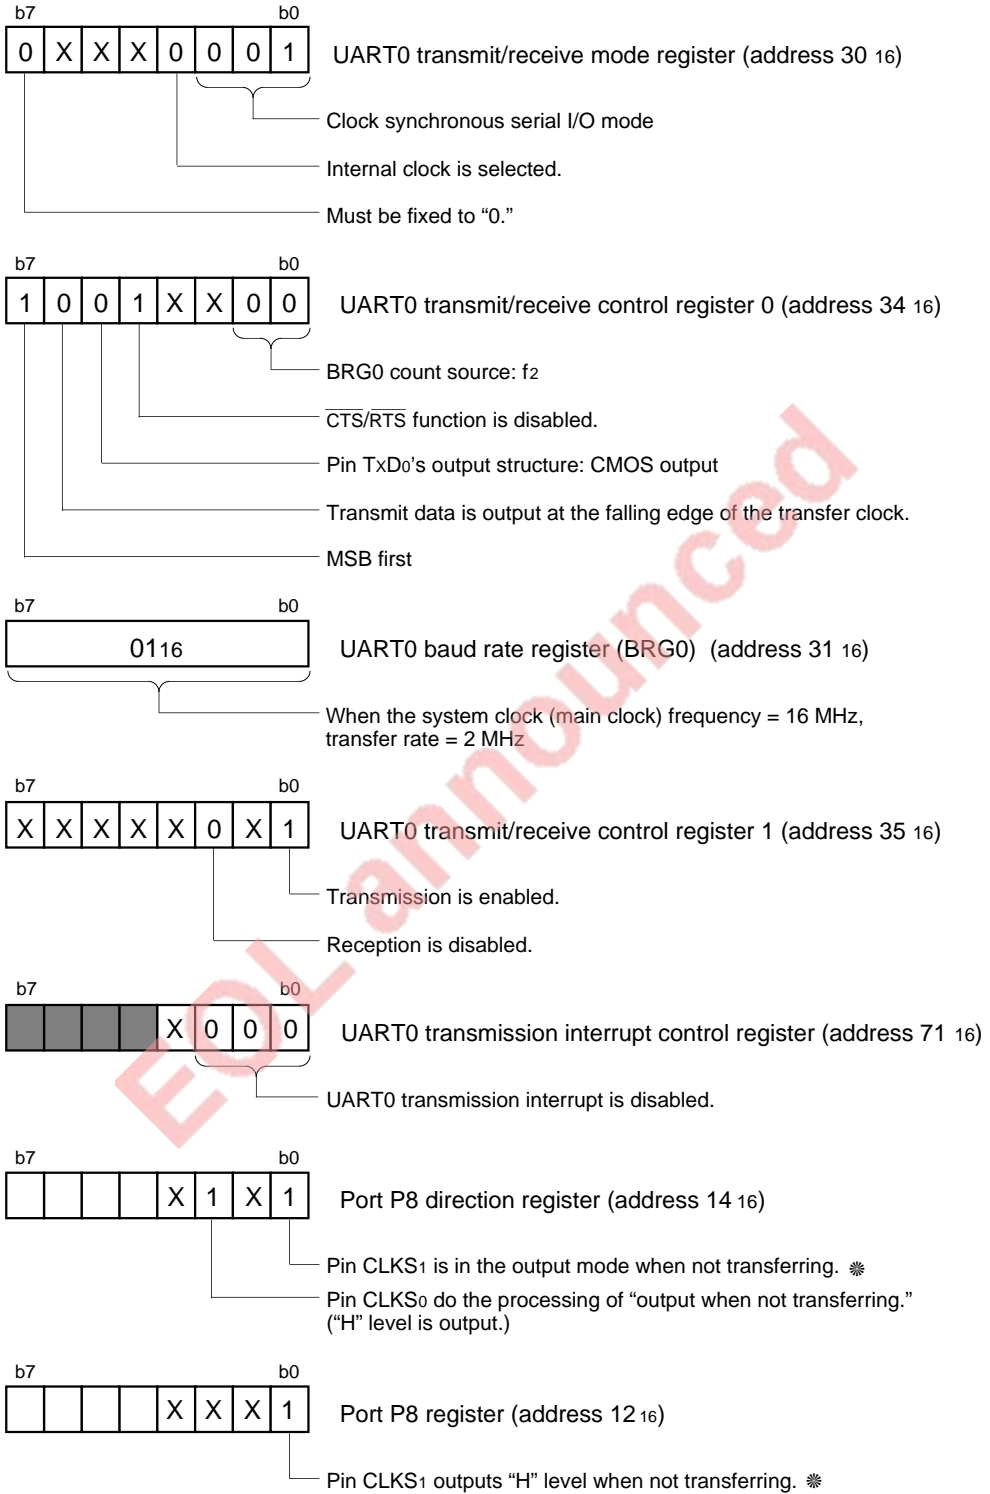 b7 b0
0 X X X 0 0 0 1 UART0 transmit/receive mode register (address 30 16)
Clock synchronous serial I/O mode
Internal clock is selected.
Must be fixed to “0.”
b7 b0
1 0 0 1 X X 0 0 UART0 transmit/receive control register 0 (address 34 16)
BRG0 count source: f2
CTS/RTS function is disabled.
Pin TxD0’s output structure: CMOS output
Transmit data is output at the falling edge of the transfer clock.
MSB first
b7 b0
0116 UART0 baud rate register (BRG0) (address 31 16)
When the system clock (main clock) frequency = 16 MHz,
transfer rate = 2 MHz
b7 b0
X X X X X 0 X 1 UART0 transmit/receive control register 1 (address 35 16)
Transmission is enabled.
Reception is disabled.
b7 b0
X 0 0 0 UART0 transmission interrupt control register (address 71 16)
UART0 transmission interrupt is disabled.
b7 b0
X 1 X 1 Port P8 direction register (address 14 16)
Pin CLKS1 is in the output mode when not transferring. ※
Pin CLKS0 do the processing of “output when not transferring.”
(“H” level is output.)
b7 b0
X X X 1 Port P8 register (address 12 16)
Pin CLKS1 outputs “H” level when not transferring. ※
EOL announced